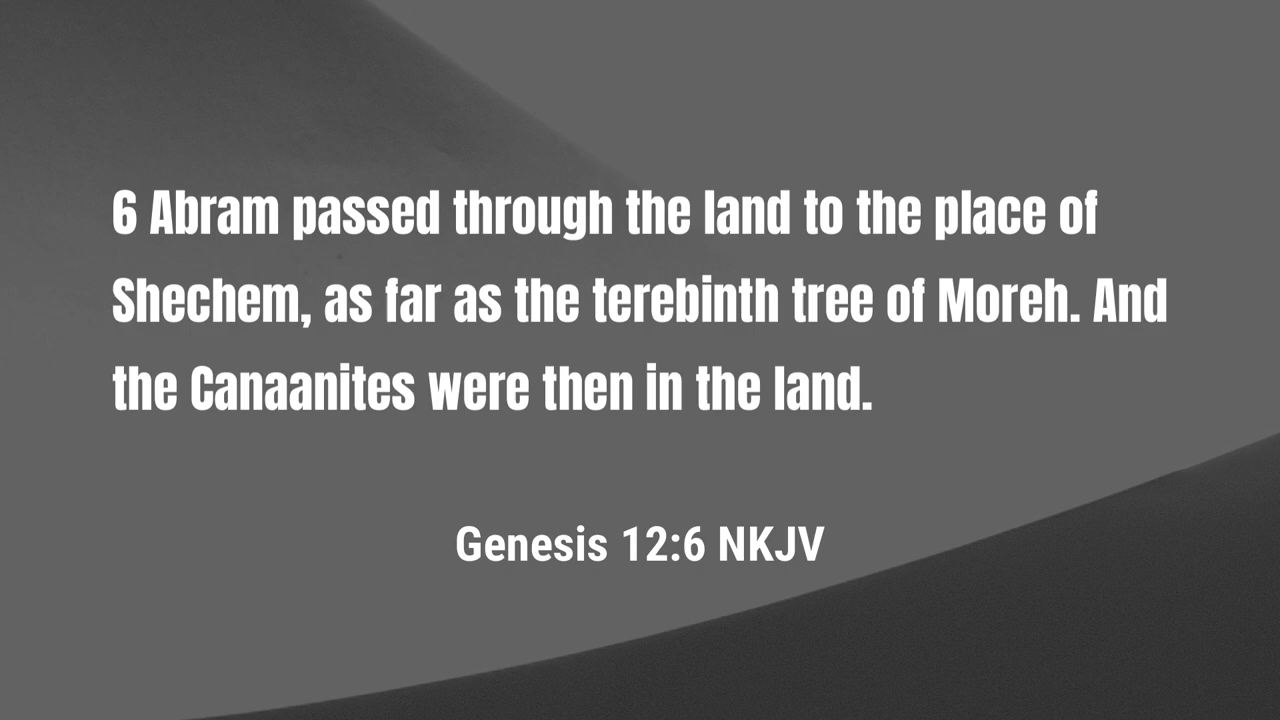 6 Abram passed through the land to the place of
Shechem, as far as the terebinth tree of Moreh. And
the Canaanites were then in the land.
Genesis 12:6 NKJV